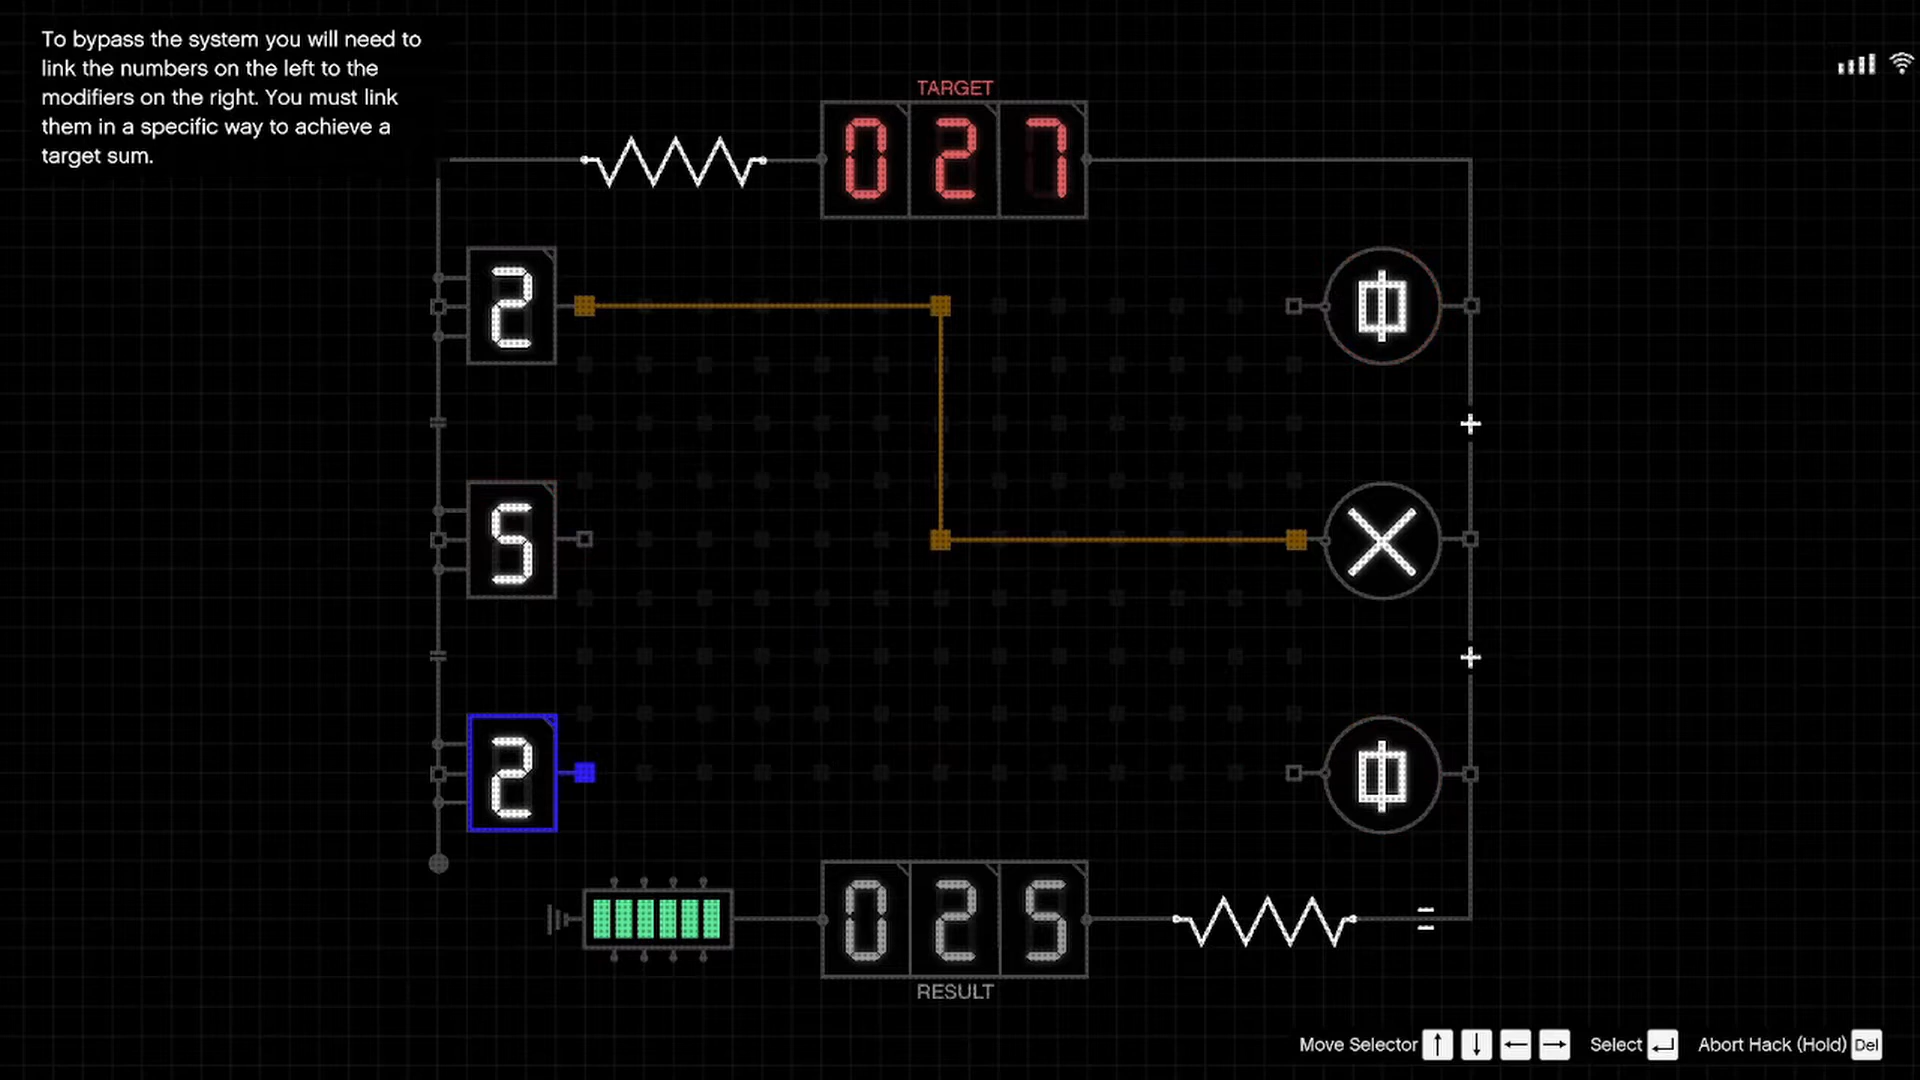 To bypass the system you will need to
link the numbers on the left to the
modifiers on the right. You must link
them in a specific way to achieve a
target sum.
TARGET
027
2
+
5
X
+
2
025
=
RESULT
Move Selector ↑ ↓ ← → Select ↵ Abort Hack (Hold) Del